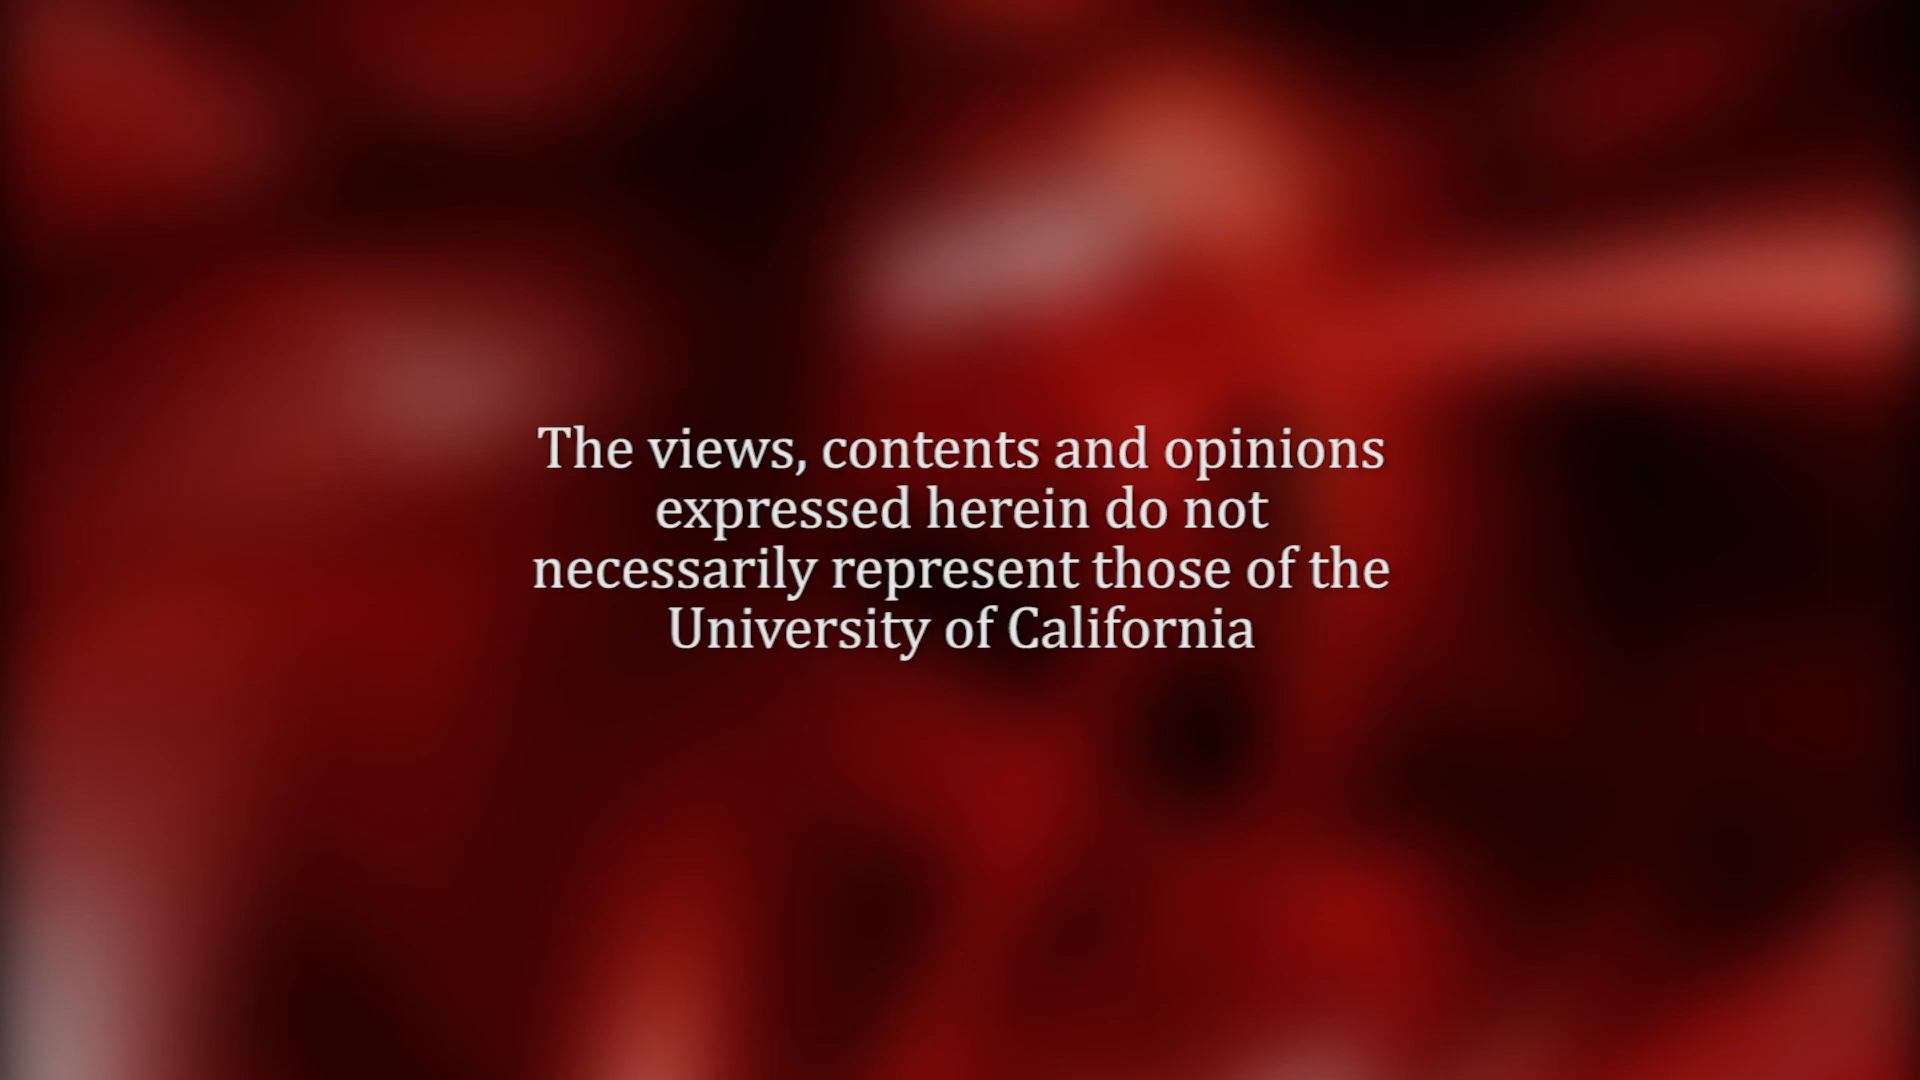 The views, contents and opinions
expressed herein do not
necessarily represent those of the
University of California